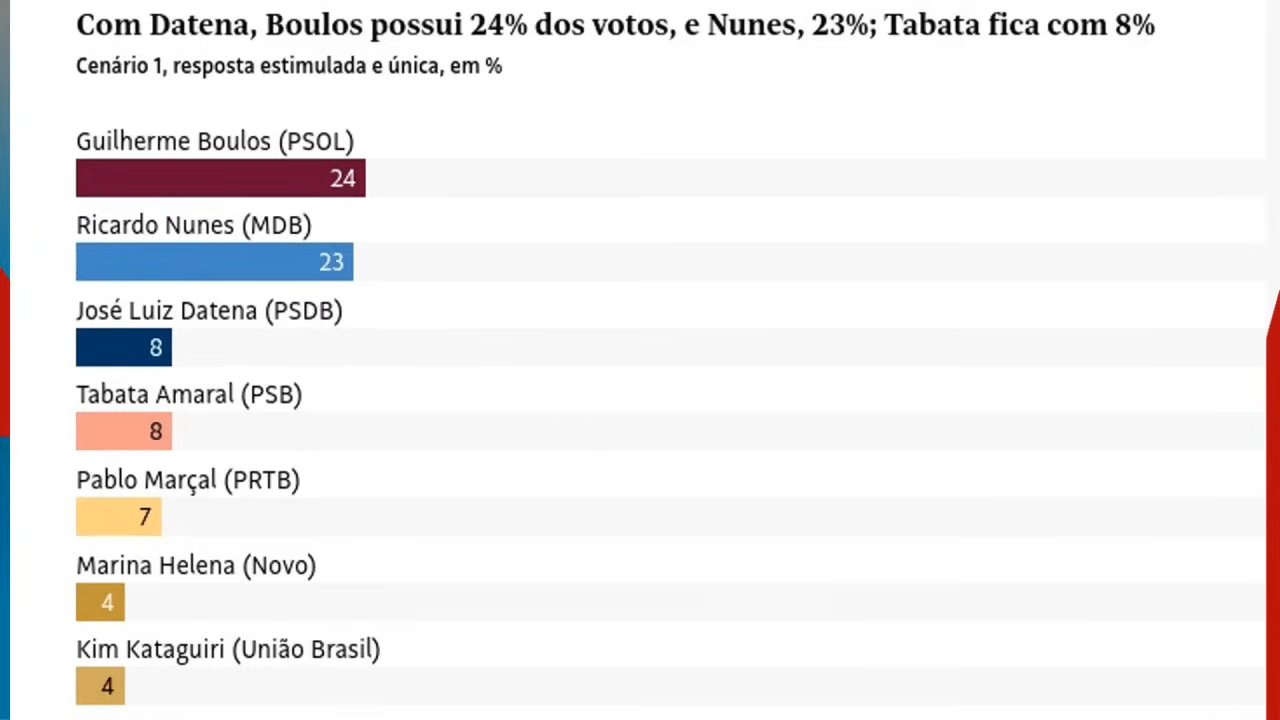 Com Datena, Boulos possui 24% dos votos, e Nunes, 23%; Tabata fica com 8%
Cenário 1, resposta estimulada e única, em %
Guilherme Boulos (PSOL)
24
Ricardo Nunes (MDB)
23
José Luiz Datena (PSDB)
8
Tabata Amaral (PSB)
8
Pablo Marçal (PRTB)
7
Marina Helena (Novo)
4
Kim Kataguiri (União Brasil)
4